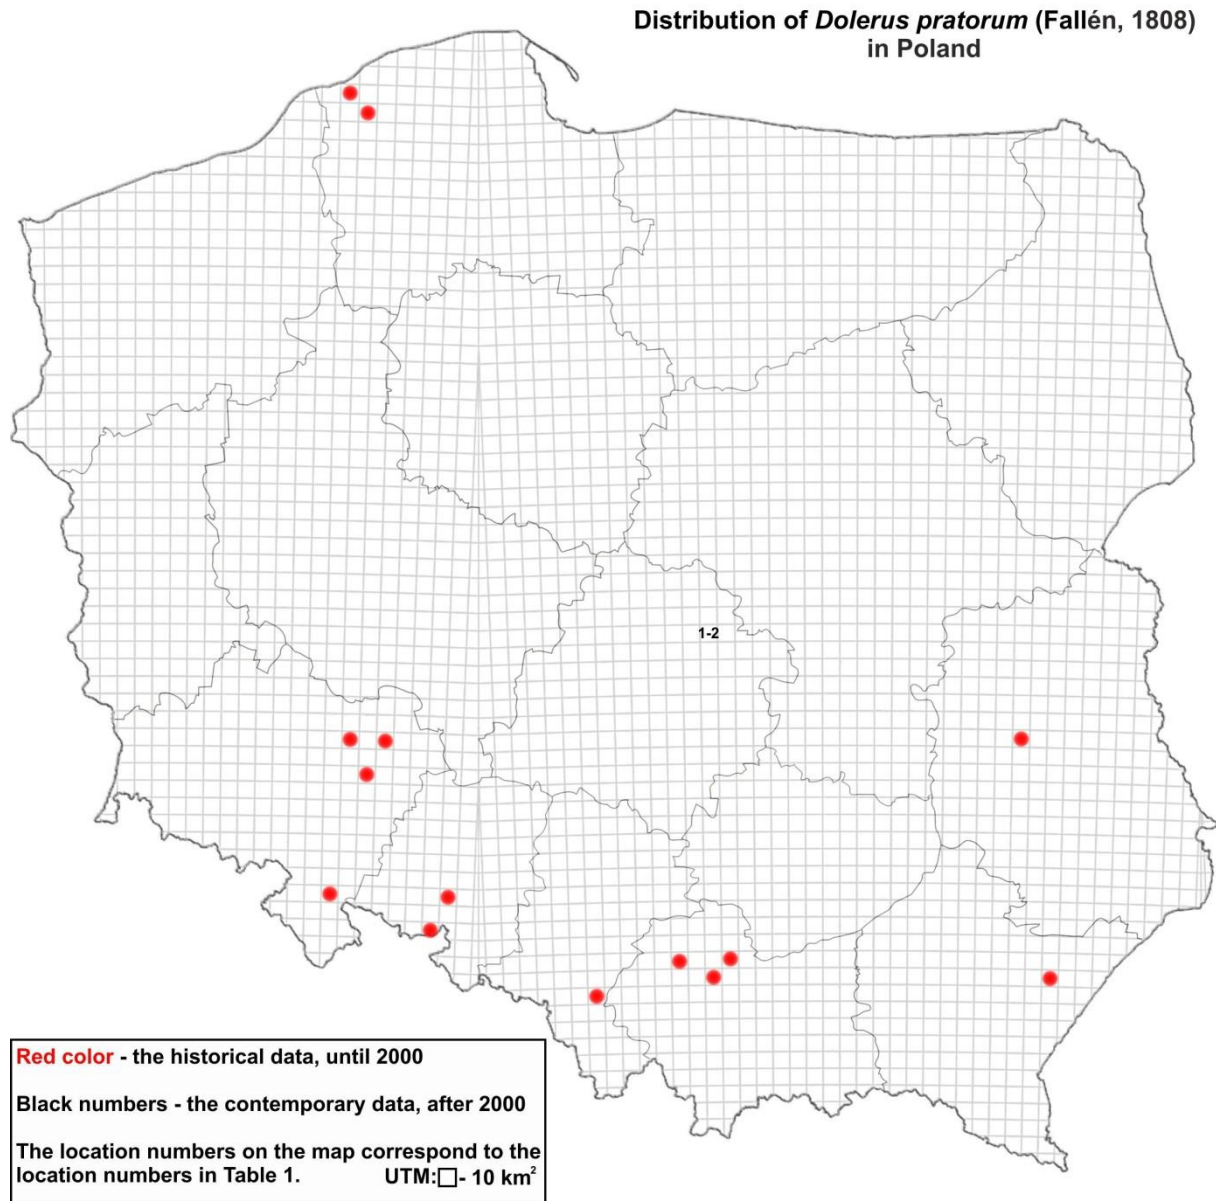 Distribution of Dolerus pratorum (Fallén, 1808)
in Poland
1-2
Red color - the historical data, until 2000
Black numbers - the contemporary data, after 2000
The location numbers on the map correspond to the
location numbers in Table 1. UTM:□- 10 km²